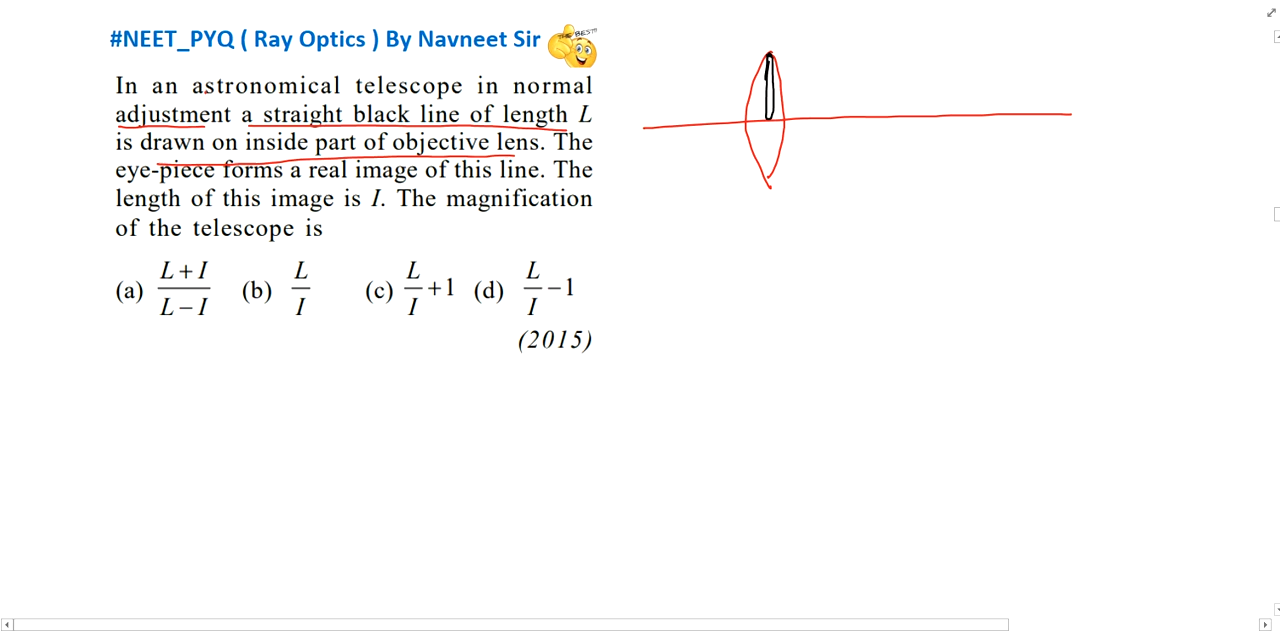 #NEET_PYQ ( Ray Optics ) By Navneet Sir
THE BEST!!
In an astronomical telescope in normal
adjustment a straight black line of length L
is drawn on inside part of objective lens. The
eye-piece forms a real image of this line. The
length of this image is I. The magnification
of the telescope is
(a) L+I / L−I (b) L / I (c) L / I +1 (d) L / I −1
(2015)